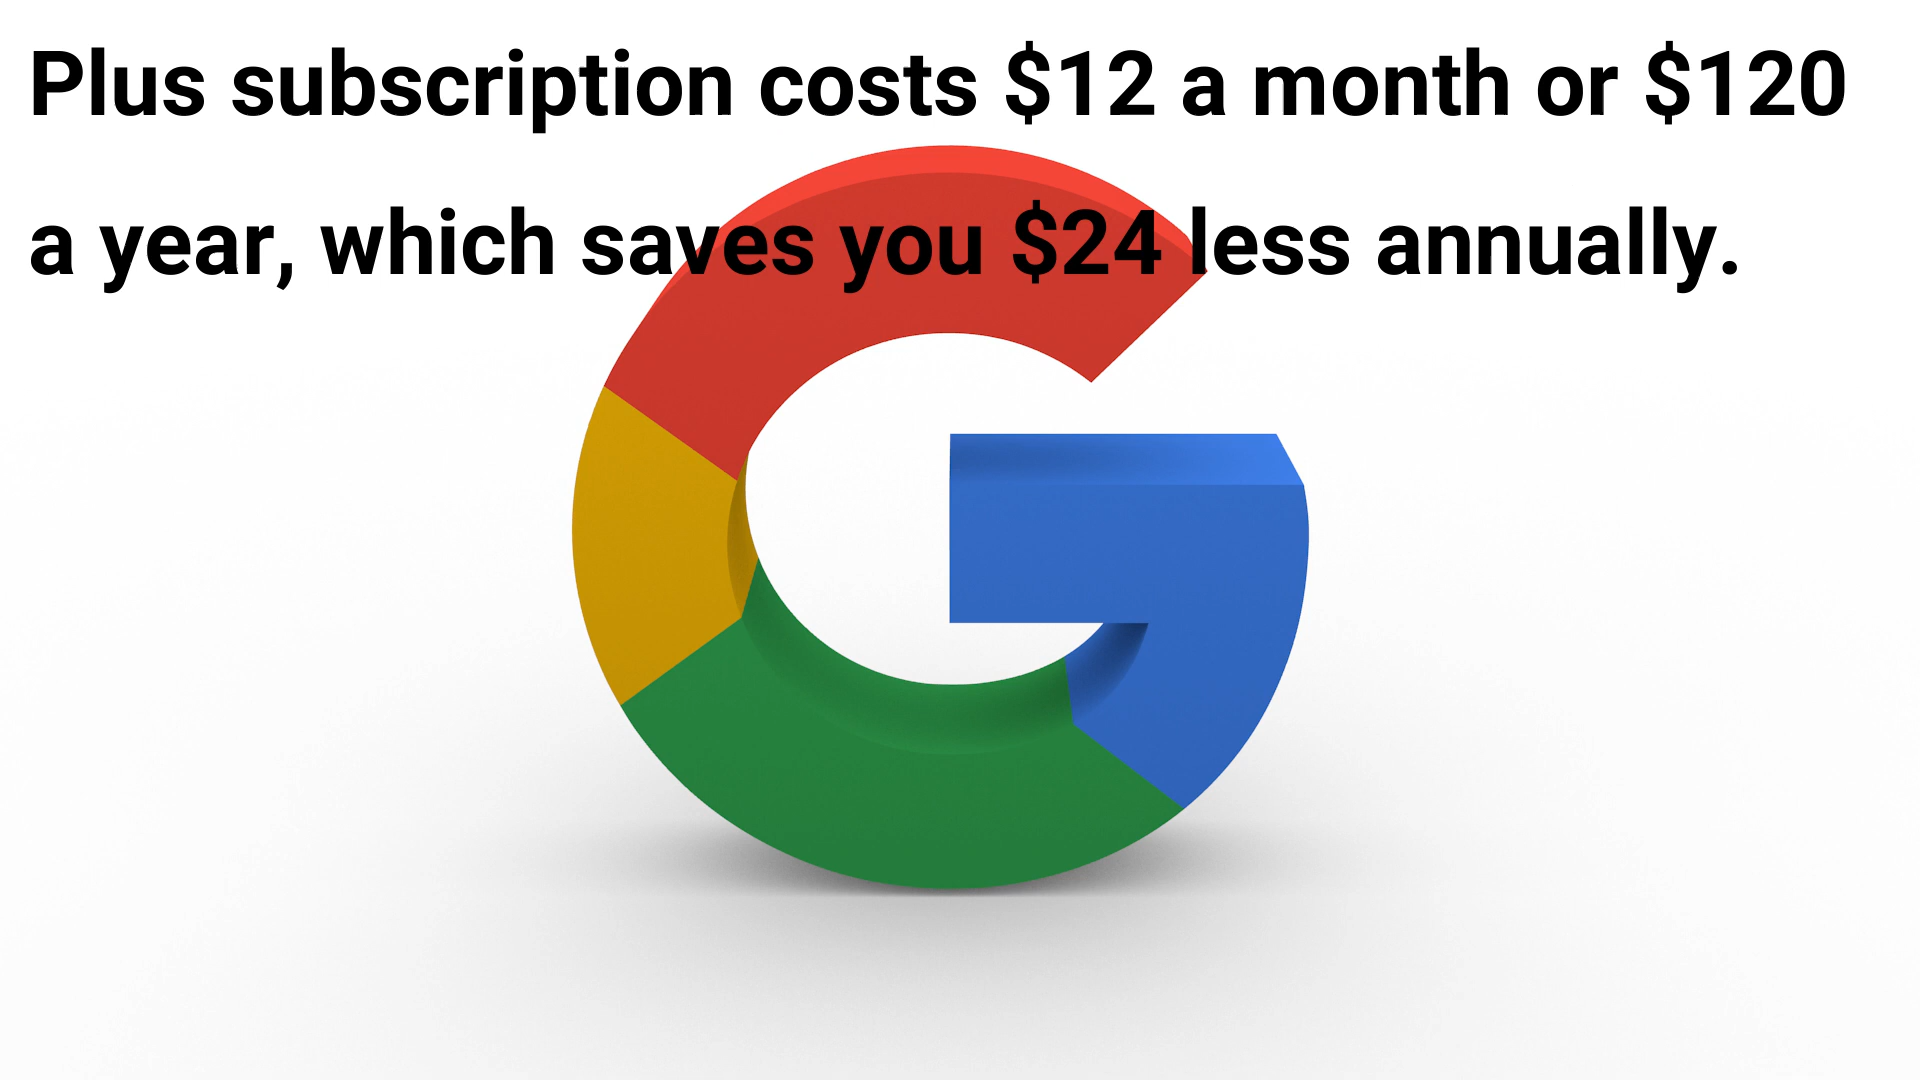 Plus subscription costs $12 a month or $120
a year, which saves you $24 less annually.